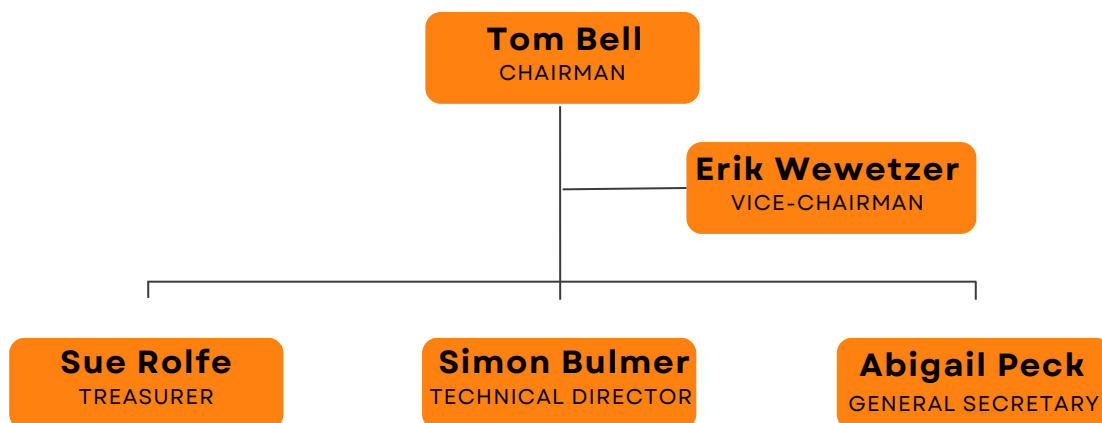 Tom Bell
CHAIRMAN
Erik Wewetzer
VICE-CHAIRMAN
Sue Rolfe
TREASURER
Simon Bulmer
TECHNICAL DIRECTOR
Abigail Peck
GENERAL SECRETARY